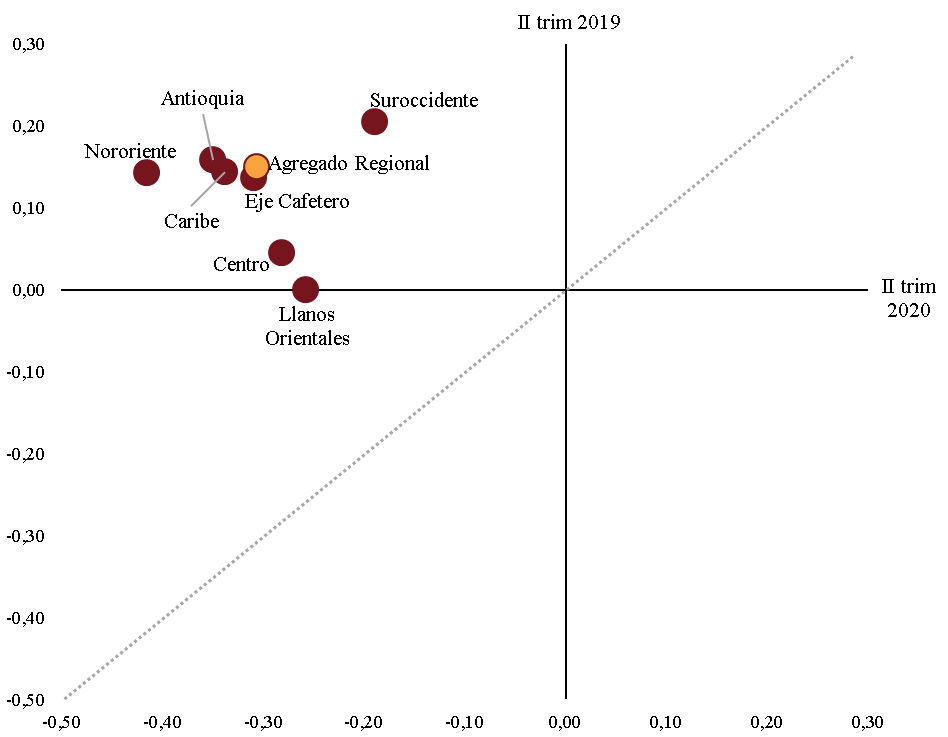 II trim 2019
0,30
Antioquia
Suroccidente
0,20
Nororiente
Agregado Regional
Eje Cafetero
0,10
Caribe
Centro
0,00
II trim
2020
Llanos
Orientales
-0,10
-0,20
-0,30
-0,40
-0,50
-0,50 -0,40 -0,30 -0,20 -0,10 0,00 0,10 0,20 0,30